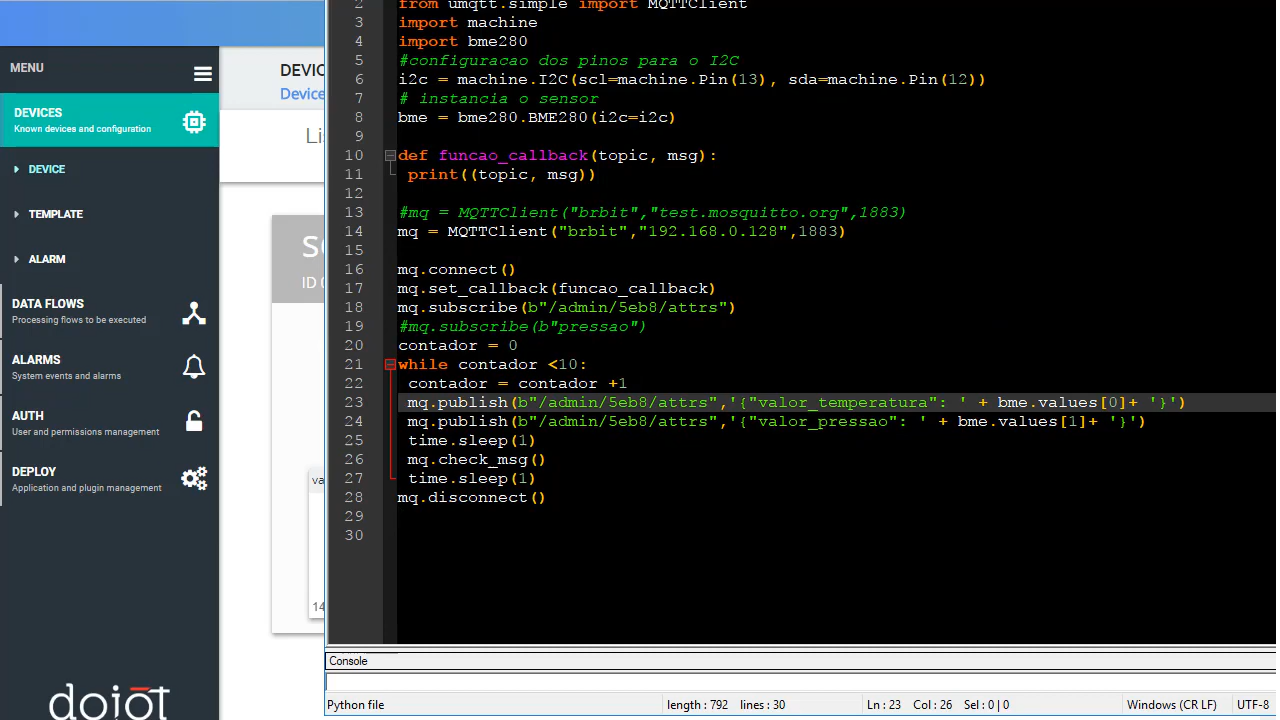 MENU
DEVICES
Known devices and configuration
DEVICE
TEMPLATE
ALARM
DATA FLOWS
Processing flows to be executed
ALARMS
System events and alarms
AUTH
User and permissions management
DEPLOY
Application and plugin management
dojot
DEVIC
Device
Lis
ID 0
va
14
2 from umqtt.simple import MQTTClient
3 import machine
4 import bme280
5 #configuracao dos pinos para o I2C
6 i2c = machine.I2C(scl=machine.Pin(13), sda=machine.Pin(12))
7 # instancia o sensor
8 bme = bme280.BME280(i2c=i2c)
9
10 def funcao_callback(topic, msg):
11 print((topic, msg))
12
13 #mq = MQTTClient("brbit","test.mosquitto.org",1883)
14 mq = MQTTClient("brbit","192.168.0.128",1883)
15
16 mq.connect()
17 mq.set_callback(funcao_callback)
18 mq.subscribe(b"/admin/5eb8/attrs")
19 #mq.subscribe(b"pressao")
20 contador = 0
21 while contador <10:
22 contador = contador +1
23 mq.publish(b"/admin/5eb8/attrs",'{"valor_temperatura": ' + bme.values[0]+ '}')
24 mq.publish(b"/admin/5eb8/attrs",'{"valor_pressao": ' + bme.values[1]+ '}')
25 time.sleep(1)
26 mq.check_msg()
27 time.sleep(1)
28 mq.disconnect()
29
30
Console
Python file length : 792 lines : 30 Ln : 23 Col : 26 Sel : 0 | 0 Windows (CR LF) UTF-8